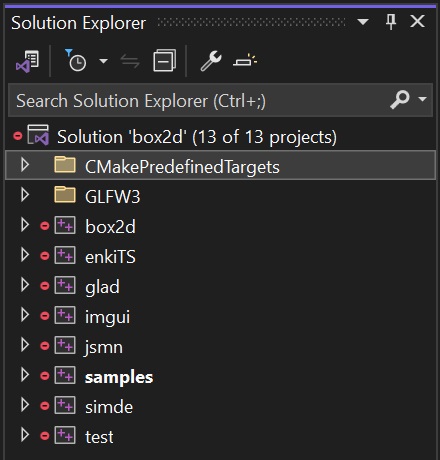 Solution Explorer
Search Solution Explorer (Ctrl+;)
Solution 'box2d' (13 of 13 projects)
CMakePredefinedTargets
GLFW3
box2d
enkiTS
glad
imgui
jsmn
samples
simde
test